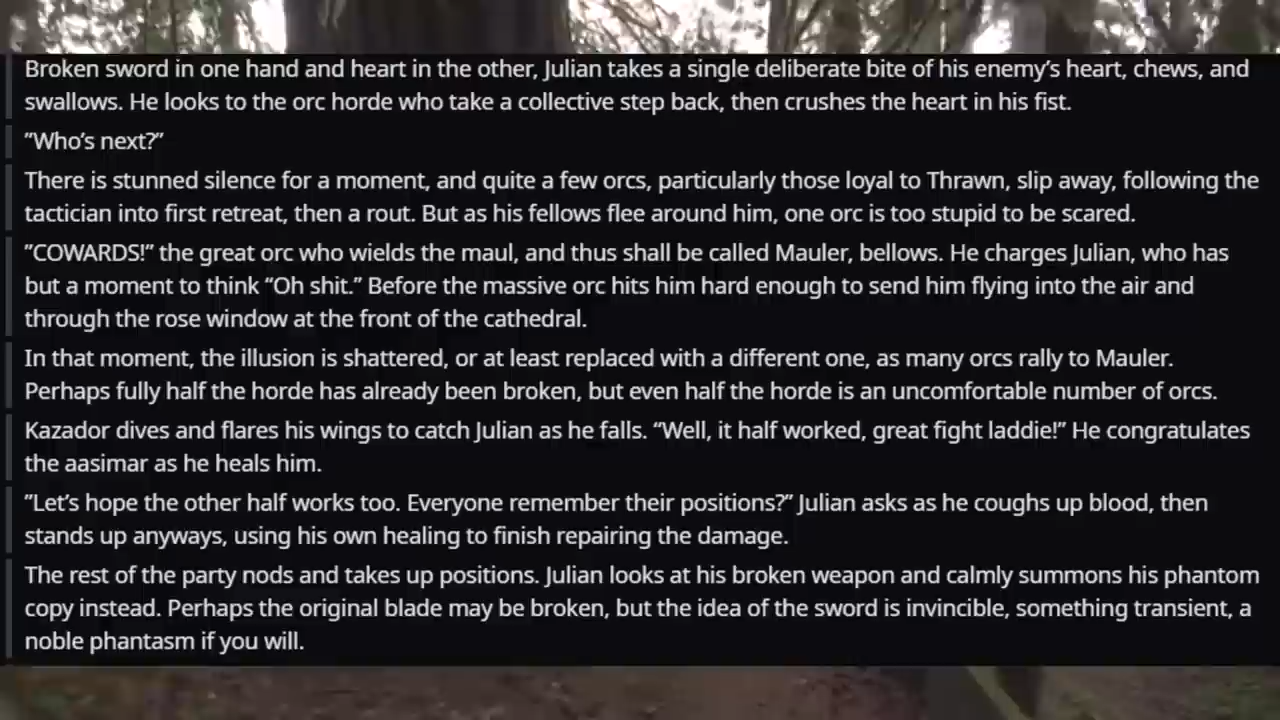 Broken sword in one hand and heart in the other, Julian takes a single deliberate bite of his enemy’s heart, chews, and
swallows. He looks to the orc horde who take a collective step back, then crushes the heart in his fist.
”Who’s next?”
There is stunned silence for a moment, and quite a few orcs, particularly those loyal to Thrawn, slip away, following the
tactician into first retreat, then a rout. But as his fellows flee around him, one orc is too stupid to be scared.
”COWARDS!” the great orc who wields the maul, and thus shall be called Mauler, bellows. He charges Julian, who has
but a moment to think “Oh shit.” Before the massive orc hits him hard enough to send him flying into the air and
through the rose window at the front of the cathedral.
In that moment, the illusion is shattered, or at least replaced with a different one, as many orcs rally to Mauler.
Perhaps fully half the horde has already been broken, but even half the horde is an uncomfortable number of orcs.
Kazador dives and flares his wings to catch Julian as he falls. “Well, it half worked, great fight laddie!” He congratulates
the aasimar as he heals him.
”Let’s hope the other half works too. Everyone remember their positions?” Julian asks as he coughs up blood, then
stands up anyways, using his own healing to finish repairing the damage.
The rest of the party nods and takes up positions. Julian looks at his broken weapon and calmly summons his phantom
copy instead. Perhaps the original blade may be broken, but the idea of the sword is invincible, something transient, a
noble phantasm if you will.